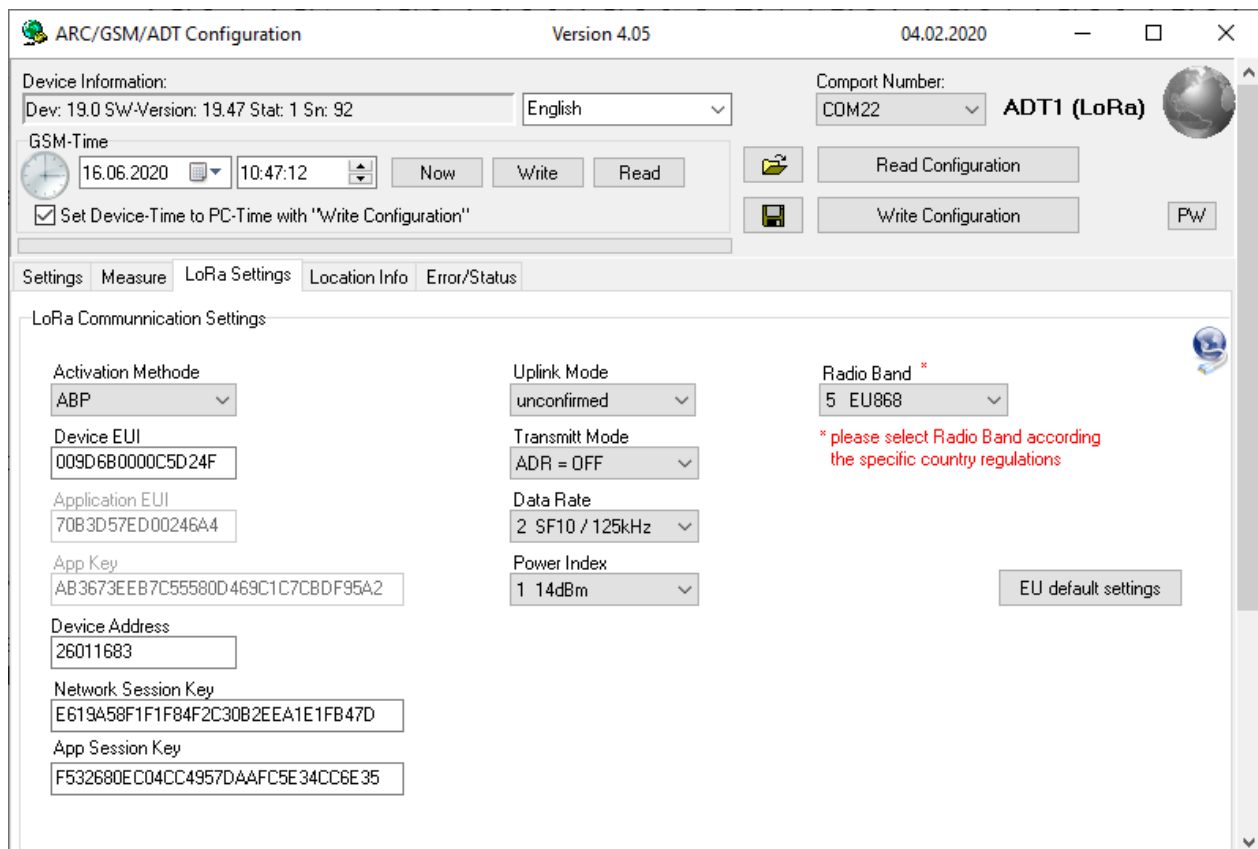 ARC/GSM/ADT Configuration Version 4.05 04.02.2020
Device Information: Comport Number:
Dev: 19.0 SW-Version: 19.47 Stat: 1 Sn: 92 English COM22 ADT1 (LoRa)
GSM-Time
16.06.2020 10:47:12 Now Write Read Read Configuration
Set Device-Time to PC-Time with "Write Configuration" Write Configuration PW
Settings Measure LoRa Settings Location Info Error/Status
LoRa Communnication Settings
Activation Methode Uplink Mode Radio Band *
ABP unconfirmed 5 EU868
Device EUI Transmitt Mode * please select Radio Band according
009D6B0000C5D24F ADR = OFF the specific country regulations
Application EUI Data Rate
70B3D57ED00246A4 2 SF10 / 125kHz
App Key Power Index
AB3673EEB7C55580D469C1C7CBDF95A2 1 14dBm EU default settings
Device Address
26011683
Network Session Key
E619A58F1F1F84F2C30B2EEA1E1FB47D
App Session Key
F532680EC04CC4957DAAFC5E34CC6E35